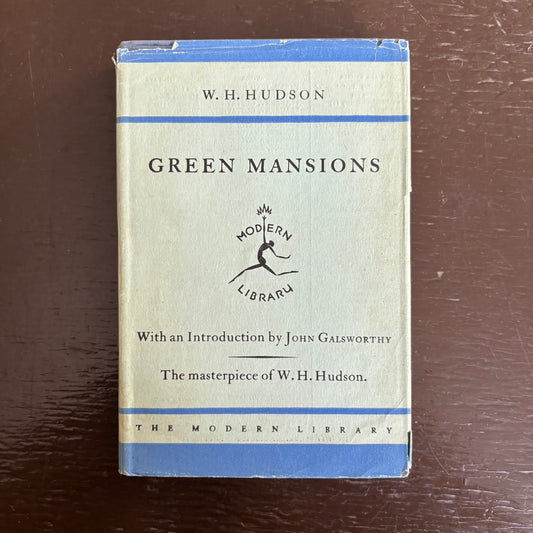 W. H. HUDSON
GREEN MANSIONS
MODERN
LIBRARY
With an Introduction by JOHN GALSWORTHY
The masterpiece of W. H. Hudson.
THE MODERN LIBRARY